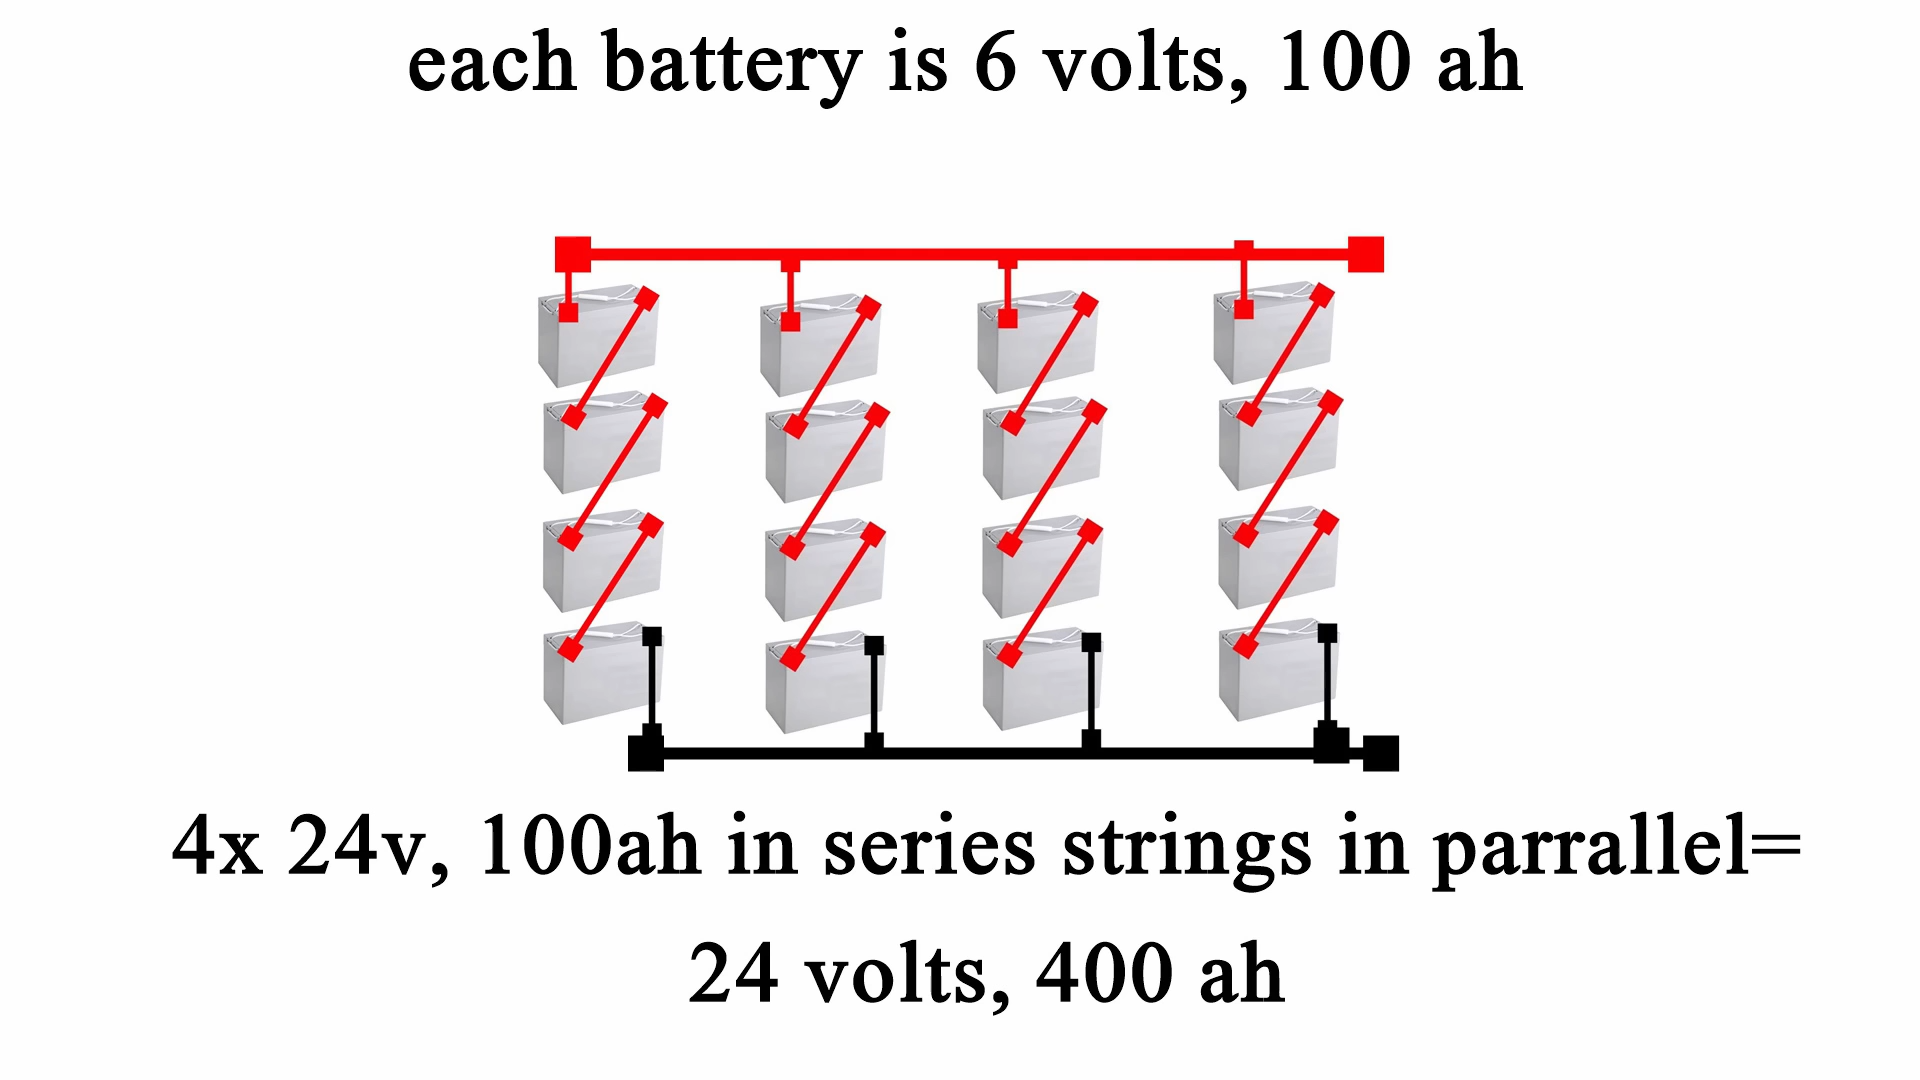 each battery is 6 volts, 100 ah
4x 24v, 100ah in series strings in parrallel=
24 volts, 400 ah